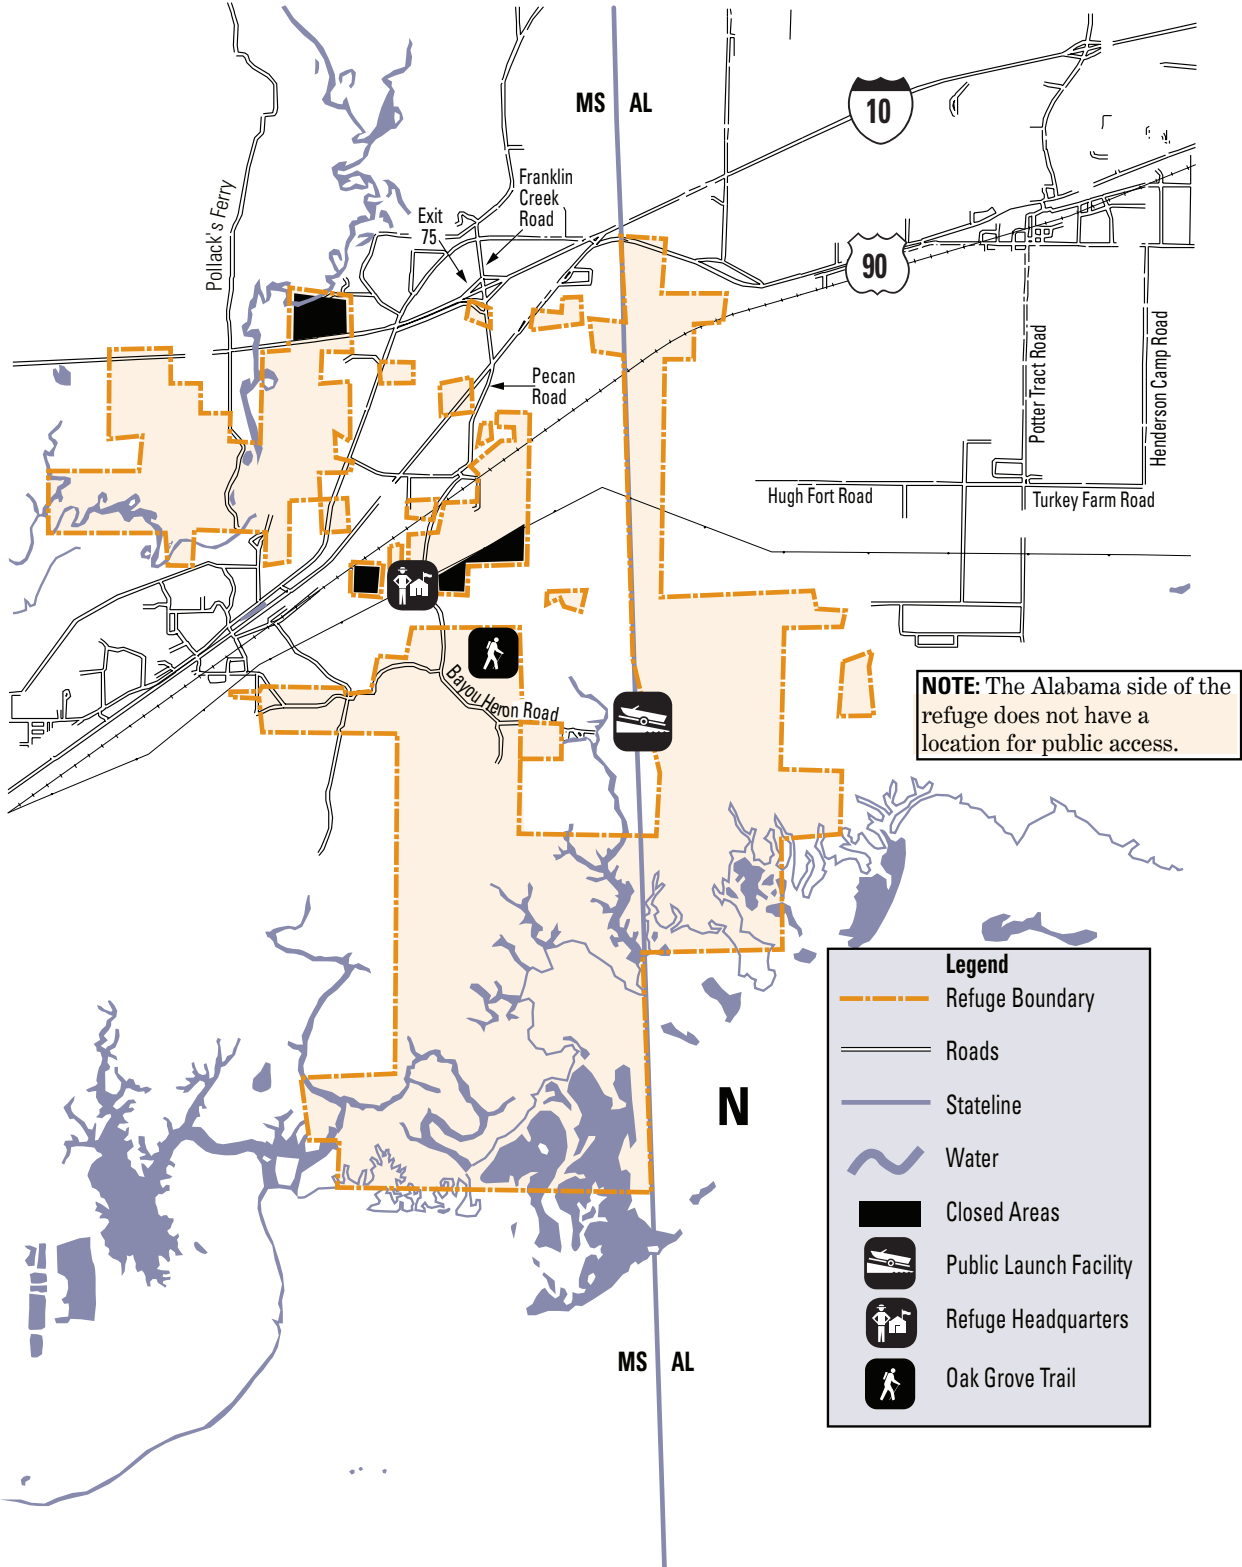 MS AL
10
Franklin
Creek
Road
Exit
75
Pollack's Ferry
90
Pecan
Road
Potter Tract Road
Henderson Camp Road
Hugh Fort Road
Turkey Farm Road
Bayou Heron Road
NOTE: The Alabama side of the
refuge does not have a
location for public access.
Legend
Refuge Boundary
Roads
Stateline
Water
Closed Areas
Public Launch Facility
Refuge Headquarters
Oak Grove Trail
N
MS AL